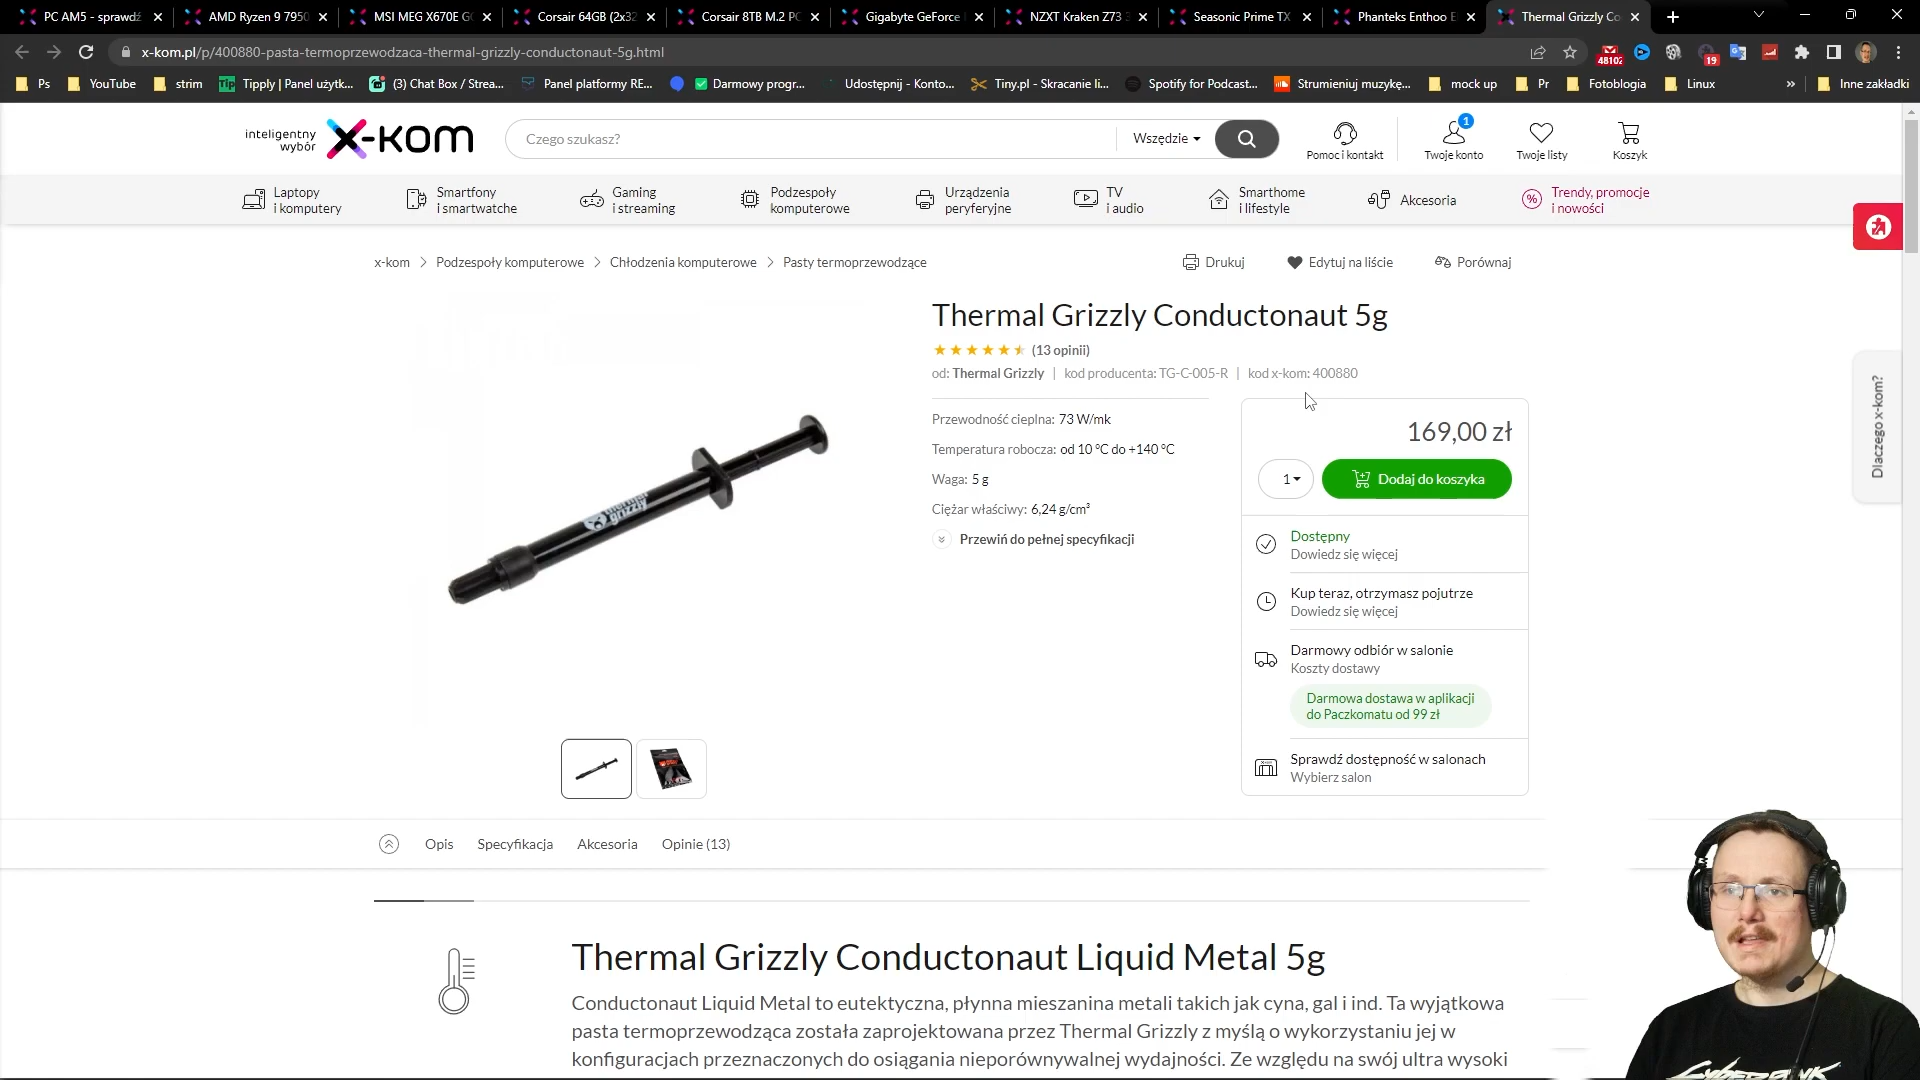 PC AM5 - sprawdź
AMD Ryzen 9 7950
MSI MEG X670E GO
Corsair 64GB (2x32
Corsair 8TB M.2 PC
Gigabyte GeForce
NZXT Kraken Z73 3
Seasonic Prime TX
Phanteks Enthoo E
Thermal Grizzly Co
x-kom.pl/p/400880-pasta-termoprzewodzaca-thermal-grizzly-conductonaut-5g.html
48102
19
Ps
YouTube
strim
Tip
Tipply | Panel użytk...
(3) Chat Box / Strea...
Panel platformy RE...
Darmowy progr...
Udostępnij - Konto...
Tiny.pl - Skracanie li...
Spotify for Podcast...
Strumieniuj muzykę...
mock up
Pr
Fotoblogia
Linux
»
Inne zakładki
inteligentny
wybór
x-kom
Czego szukasz?
Wszędzie
Pomoc i kontakt
1
Twoje konto
Twoje listy
Koszyk
Laptopy
i komputery
Smartfony
i smartwatche
Gaming
i streaming
Podzespoły
komputerowe
Urządzenia
peryferyjne
TV
i audio
Smarthome
i lifestyle
Akcesoria
%
Trendy, promocje
i nowości
x-kom > Podzespoły komputerowe > Chłodzenia komputerowe > Pasty termoprzewodzące
Drukuj
Edytuj na liście
Porównaj
Thermal Grizzly Conductonaut 5g
(13 opinii)
od: Thermal Grizzly | kod producenta: TG-C-005-R | kod x-kom: 400880
Przewodność cieplna: 73 W/mk
Temperatura robocza: od 10 °C do +140 °C
Waga: 5 g
Ciężar właściwy: 6,24 g/cm³
Przewiń do pełnej specyfikacji
thermal
grizzly
169,00 zł
1
Dodaj do koszyka
Dostępny
Dowiedz się więcej
Kup teraz, otrzymasz pojutrze
Dowiedz się więcej
Darmowy odbiór w salonie
Koszty dostawy
Darmowa dostawa w aplikacji
do Paczkomatu od 99 zł
Sprawdź dostępność w salonach
Wybierz salon
Dlaczego x-kom?
Opis
Specyfikacja
Akcesoria
Opinie (13)
Thermal Grizzly Conductonaut Liquid Metal 5g
Conductonaut Liquid Metal to eutektyczna, płynna mieszanina metali takich jak cyna, gal i ind. Ta wyjątkowa
pasta termoprzewodząca została zaprojektowana przez Thermal Grizzly z myślą o wykorzystaniu jej w
konfiguracjach przeznaczonych do osiągania nieporównywalnej wydajności. Ze względu na swój ultra wysoki
CYBERPUNK